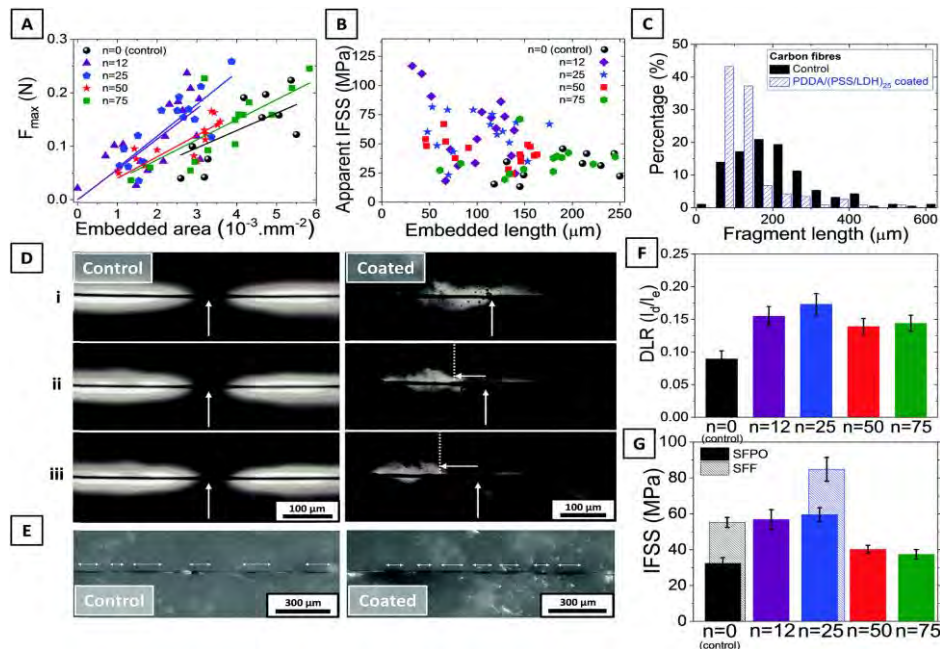 A
B
C
0.3
0.2
0.1
0.0
F_max (N)
n=0 (control)
n=12
n=25
n=50
n=75
0 1 2 3 4 5 6
Embedded area (10⁻³.mm⁻²)
125
100
75
50
25
0
Apparent IFSS (MPa)
n=0 (control)
n=12
n=25
n=50
n=75
0 50 100 150 200 250
Embedded length (μm)
50
40
30
20
10
0
Percentage (%)
Carbon fibres
Control
PDDA/(PSS/LDH)₂₅
coated
0 200 400 600
Fragment length (μm)
D
Control
Coated
i
ii
iii
100 μm
100 μm
E
Control
300 μm
Coated
300 μm
F
0.25
0.20
0.15
0.10
0.05
0.00
DLR (l_d/l_e)
n=0 n=12 n=25 n=50 n=75
(control)
G
100
80
60
40
20
0
IFSS (MPa)
SFPO
SFF
n=0 n=12 n=25 n=50 n=75
(control)